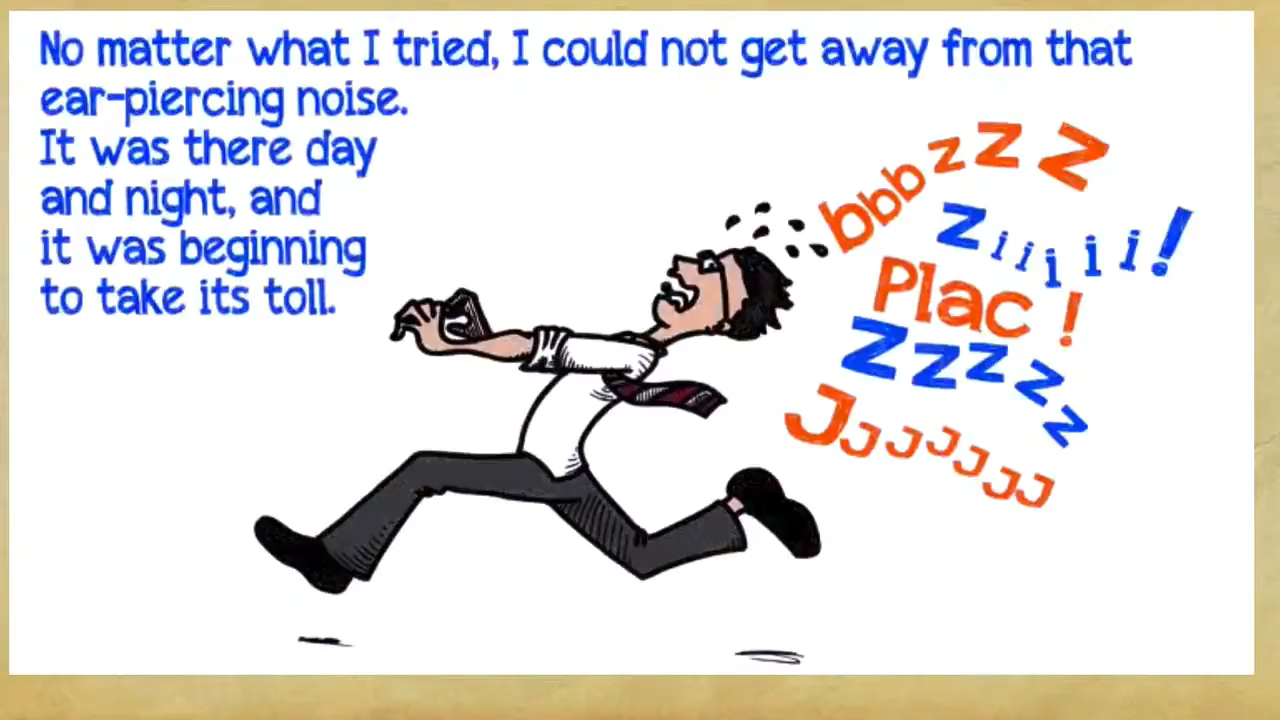 No matter what I tried, I could not get away from that
ear-piercing noise.
It was there day
and night, and
it was beginning
to take its toll.
bbbzzz
Ziiiii!
Plac !
Zzzzz
JJJJJJJ